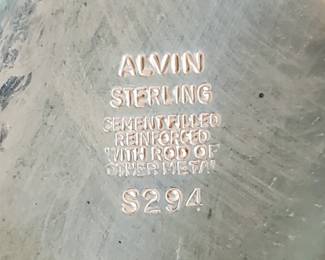 ALVIN
STERLING
CEMENT FILLED
REINFORCED
WITH ROD OF
OTHER METAL
S294